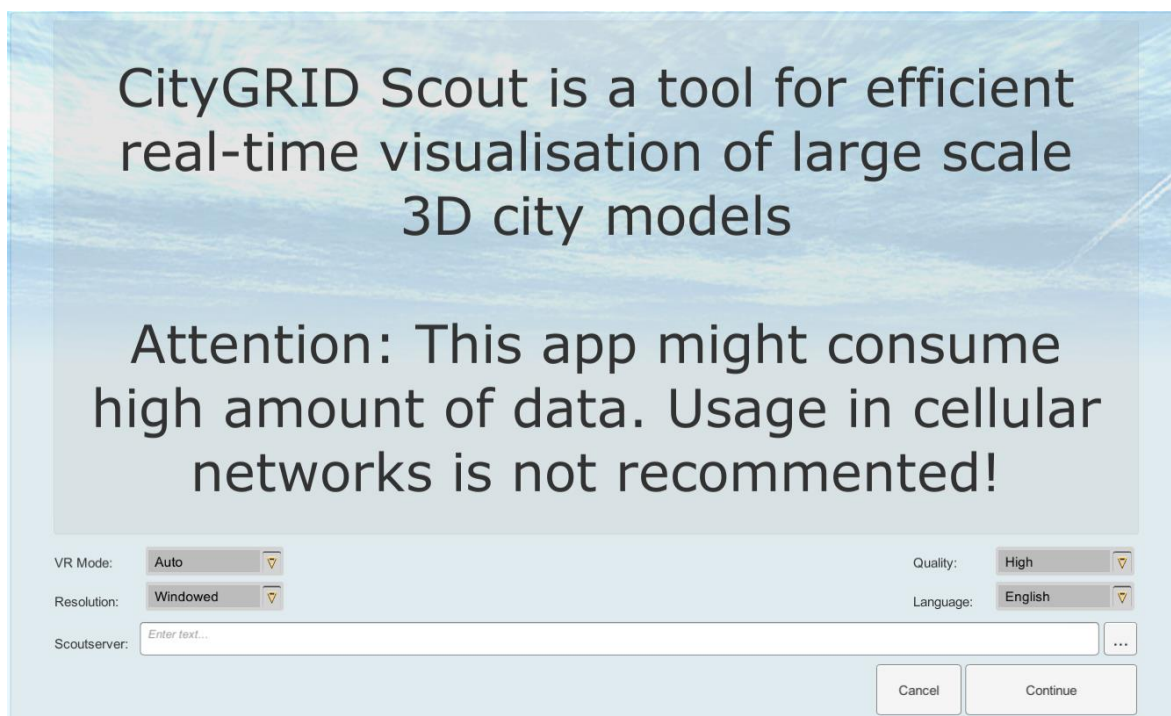 CityGRID Scout is a tool for efficient
real-time visualisation of large scale
3D city models
Attention: This app might consume
high amount of data. Usage in cellular
networks is not recommented!
VR Mode: Auto
Quality: High
Resolution: Windowed
Language: English
Scoutserver: Enter text... ...
Cancel Continue